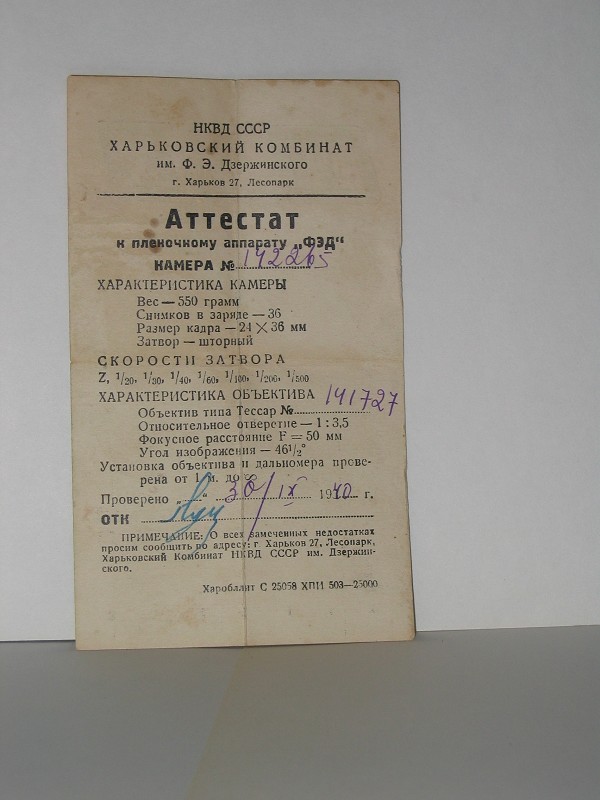 НКВД СССР
ХАРЬКОВСКИЙ КОМБИНАТ
им. Ф. Э. Дзержинского
г. Харьков 27, Лесопарк
Аттестат
к пленочному аппарату „ФЭД“
КАМЕРА № 142265
ХАРАКТЕРИСТИКА КАМЕРЫ
Вес — 550 грамм
Снимков в заряде — 36
Размер кадра — 24 × 36 мм
Затвор — шторный
СКОРОСТИ ЗАТВОРА
Z, 1/20, 1/30, 1/40, 1/60, 1/100, 1/200, 1/500
ХАРАКТЕРИСТИКА ОБЪЕКТИВА
Объектив типа Тессар № 141727
Относительное отверстие — 1 : 3,5
Фокусное расстояние F = 50 мм
Угол изображения — 46 1/2°
Установка объектива и дальномера прове-
рена от 1 м. до
Проверено „ “ 30/IX 1940 г.
ОТК
ПРИМЕЧАНИЕ: О всех замеченных недостатках
просим сообщить по адресу: г Харьков 27, Лесопарк,
Харьковский Комбинат НКВД СССР им. Дзержин-
ского.
Харобллит С 25058 ХПИ 503—25000